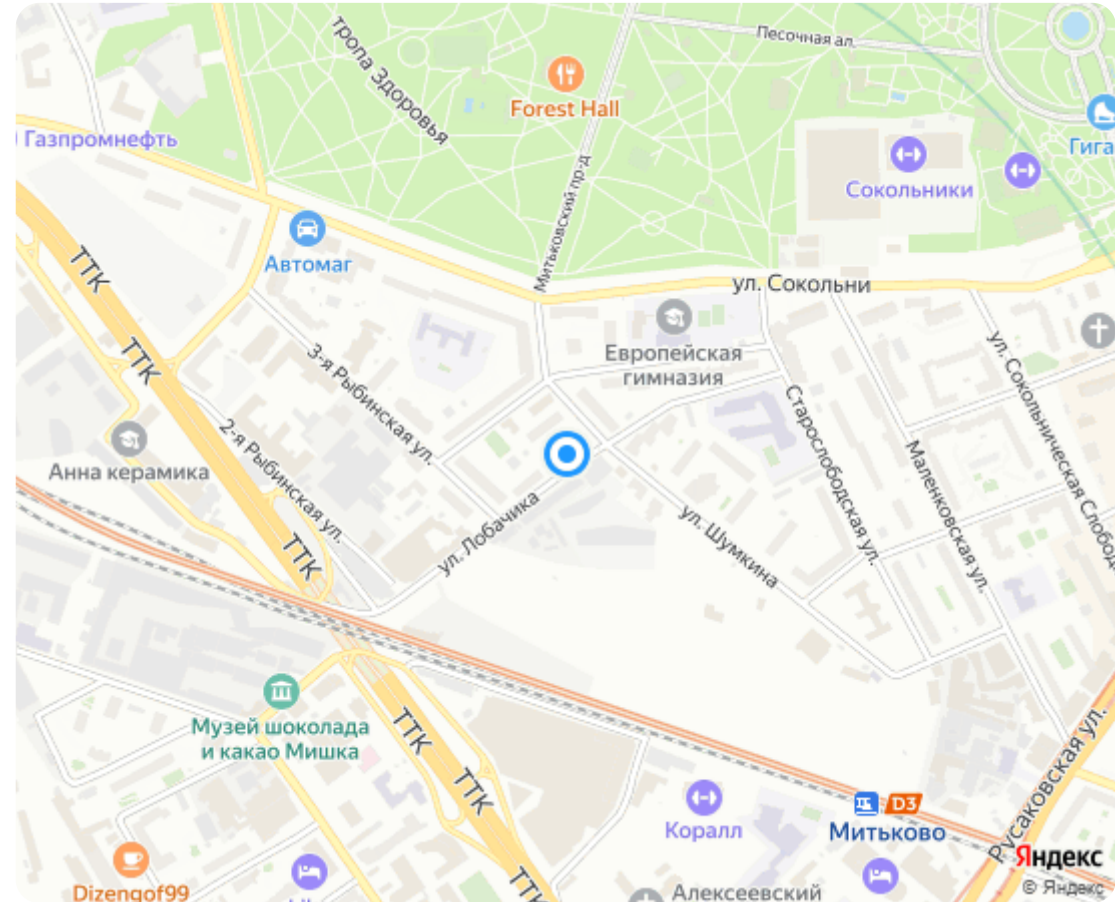 Песочная ал.
тропа Здоровья
Forest Hall
Газпромнефть
Гига
Сокольники
Митьковский пр-д
Автомаг
ТТК
ул. Сокольни
Европейская
гимназия
3-я Рыбинская ул.
ТТК
ул. Сокольническая Слобод
Старослободская ул.
Маленковская ул.
2-я Рыбинская ул.
Анна керамика
ул. Лобачика
ул. Шумкина
ТТК
Музей шоколада
и какао Мишка
ТТК
ТТК
Русаковская ул.
Коралл
D3
Митьково
Яндекс
© Яндекс
Dizengof99
ТТК
Алексеевский